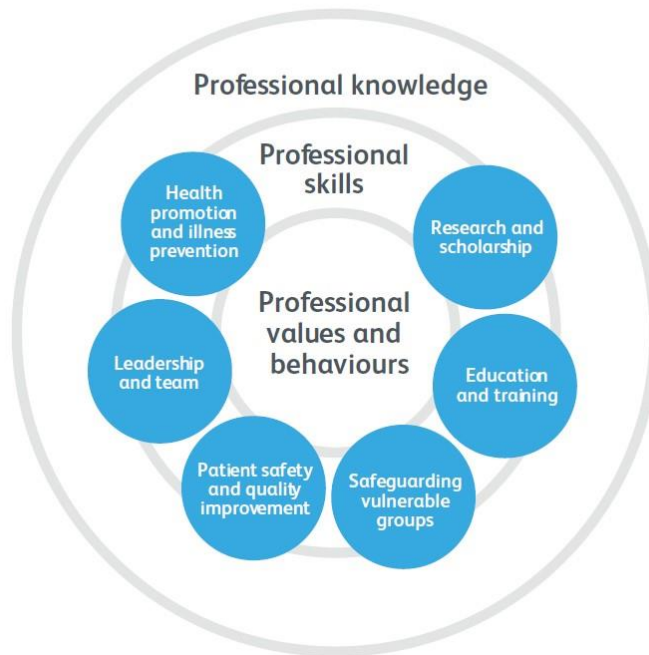 Professional knowledge
Professional
skills
Professional
values and
behaviours
Health
promotion
and illness
prevention
Leadership
and team
Patient safety
and quality
improvement
Safeguarding
vulnerable
groups
Education
and training
Research and
scholarship